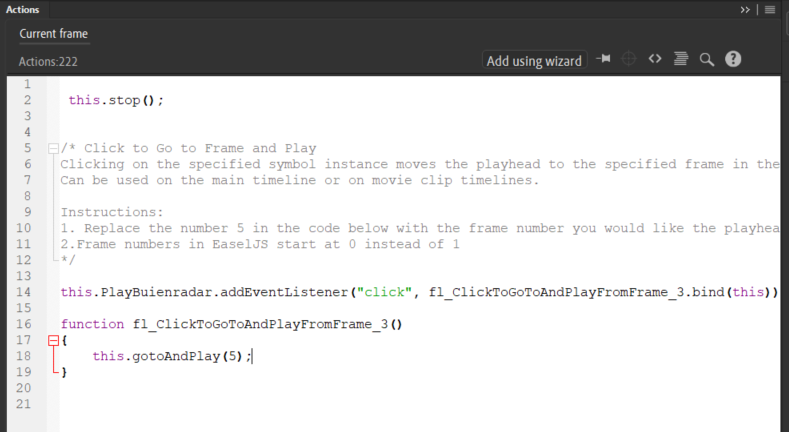 Actions
Current frame
Actions:222
Add using wizard
1
2 this.stop();
3
4
5 /* Click to Go to Frame and Play
6 Clicking on the specified symbol instance moves the playhead to the specified frame in the
7 Can be used on the main timeline or on movie clip timelines.
8
9 Instructions:
10 1. Replace the number 5 in the code below with the frame number you would like the playhea
11 2.Frame numbers in EaselJS start at 0 instead of 1
12 */
13
14 this.PlayBuienradar.addEventListener("click", fl_ClickToGoToAndPlayFromFrame_3.bind(this))
15
16 function fl_ClickToGoToAndPlayFromFrame_3()
17 {
18 this.gotoAndPlay(5);
19 }
20
21